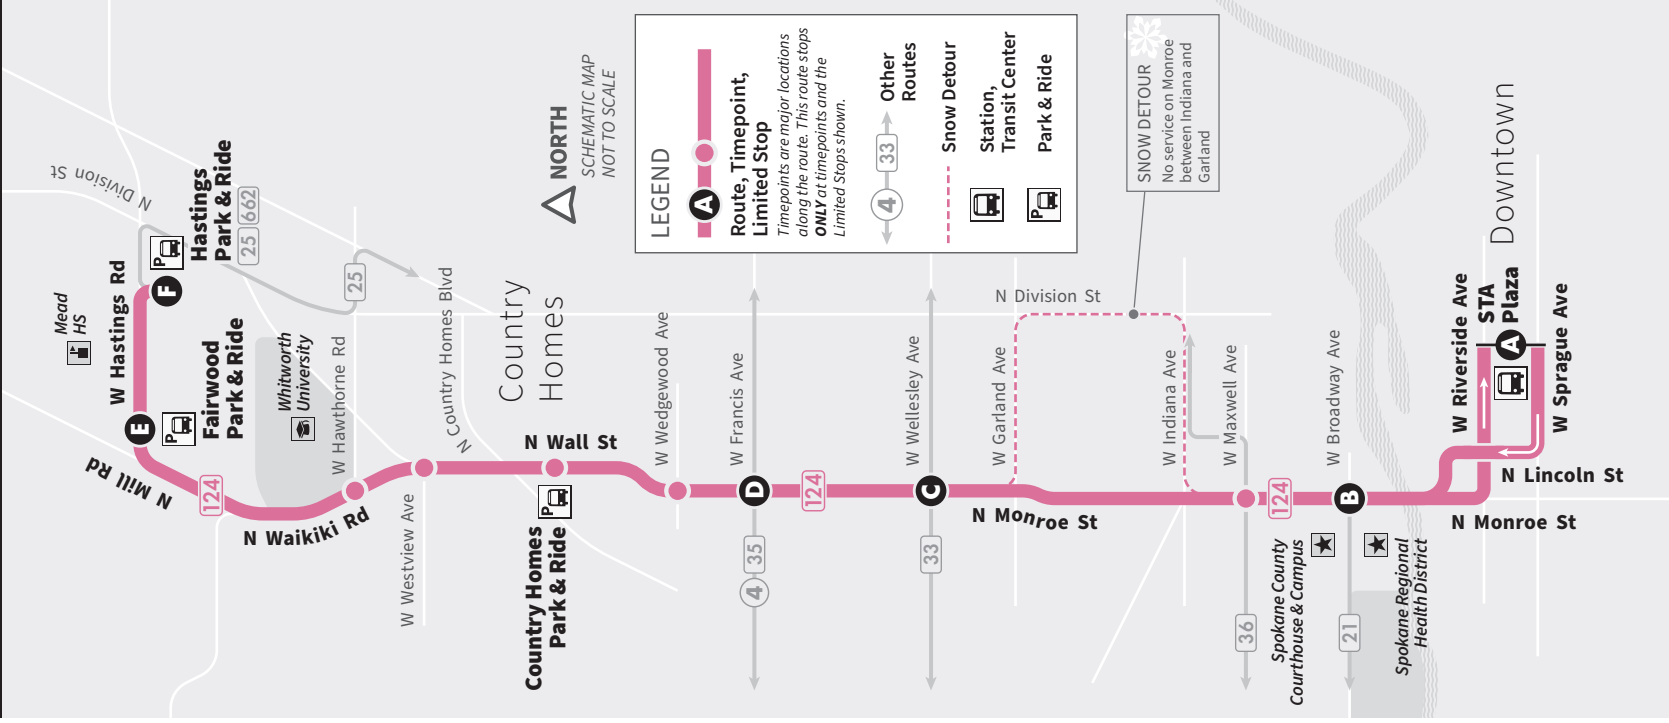 N Division St
Mead
HS
W Hastings Rd
F
P
Hastings
Park & Ride
25
662
E
P
Fairwood
Park & Ride
N Mill Rd
124
Whitworth
University
W Hawthorne Rd
25
N Waikiki Rd
W Westview Ave
N Country Homes Blvd
Country
Homes
N Wall St
P
Country Homes
Park & Ride
NORTH
SCHEMATIC MAP
NOT TO SCALE
W Wedgewood Ave
W Francis Ave
D
35
4
124
W Wellesley Ave
C
33
N Monroe St
W Garland Ave
N Division St
W Indiana Ave
W Maxwell Ave
36
124
W Broadway Ave
B
21
Spokane County
Courthouse & Campus
Spokane Regional
Health District
LEGEND
A
Route, Timepoint,
Limited Stop
Timepoints are major locations
along the route. This route stops
ONLY at timepoints and the
Limited Stops shown.
4
33
Other
Routes
Snow Detour
Station,
Transit Center
P
Park & Ride
SNOW DETOUR
No service on Monroe
between Indiana and
Garland
Downtown
W Riverside Ave
STA
Plaza
A
W Sprague Ave
N Lincoln St
N Monroe St